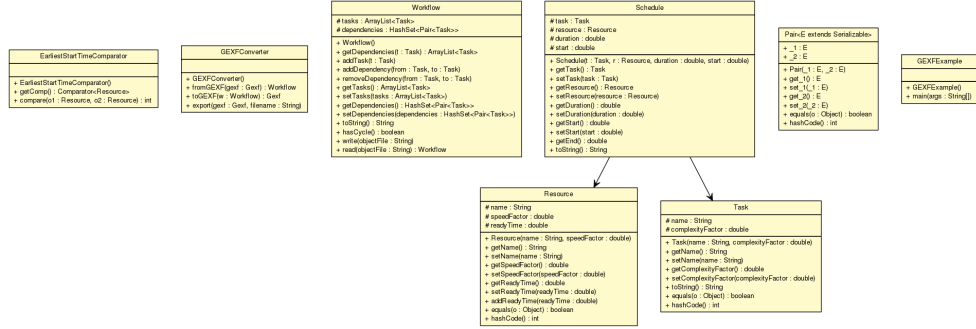 EarliestStartTimeComparator
+ EarliestStartTimeComparator()
+ getComp() : Comparator<Resource>
+ compare(o1 : Resource, o2 : Resource) : int
GEXFConverter
+ GEXFConverter()
+ fromGEXF(gexf : Gexf) : Workflow
+ toGEXF(w : Workflow) : Gexf
+ export(gexf : Gexf, filename : String)
Workflow
# tasks : ArrayList<Task>
# dependencies : HashSet<Pair<Task>>
+ Workflow()
+ getDependencies(t : Task) : ArrayList<Task>
+ addTask(t : Task)
+ addDependency(from : Task, to : Task)
+ removeDependency(from : Task, to : Task)
+ getTasks() : ArrayList<Task>
+ setTasks(tasks : ArrayList<Task>)
+ getDependencies() : HashSet<Pair<Task>>
+ setDependencies(dependencies : HashSet<Pair<Task>>)
+ toString() : String
+ hasCycle() : boolean
+ write(objectFile : String)
+ read(objectFile : String) : Workflow
Schedule
# task : Task
# resource : Resource
# duration : double
# start : double
+ Schedule(t : Task, r : Resource, duration : double, start : double)
+ getTask() : Task
+ setTask(task : Task)
+ getResource() : Resource
+ setResource(resource : Resource)
+ getDuration() : double
+ setDuration(duration : double)
+ getStart() : double
+ setStart(start : double)
+ getEnd() : double
+ toString() : String
Pair<E extends Serializable>
+ _1 : E
+ _2 : E
+ Pair(_1 : E, _2 : E)
+ get_1() : E
+ set_1(_1 : E)
+ get_2() : E
+ set_2(_2 : E)
+ equals(o : Object) : boolean
+ hashCode() : int
GEXFExample
+ GEXFExample()
+ main(args : String[])
Resource
# name : String
# speedFactor : double
# readyTime : double
+ Resource(name : String, speedFactor : double)
+ getName() : String
+ setName(name : String)
+ getSpeedFactor() : double
+ setSpeedFactor(speedFactor : double)
+ getReadyTime() : double
+ setReadyTime(readyTime : double)
+ addReadyTime(readyTime : double)
+ equals(o : Object) : boolean
+ hashCode() : int
Task
# name : String
# complexityFactor : double
+ Task(name : String, complexityFactor : double)
+ getName() : String
+ setName(name : String)
+ getComplexityFactor() : double
+ setComplexityFactor(complexityFactor : double)
+ toString() : String
+ equals(o : Object) : boolean
+ hashCode() : int